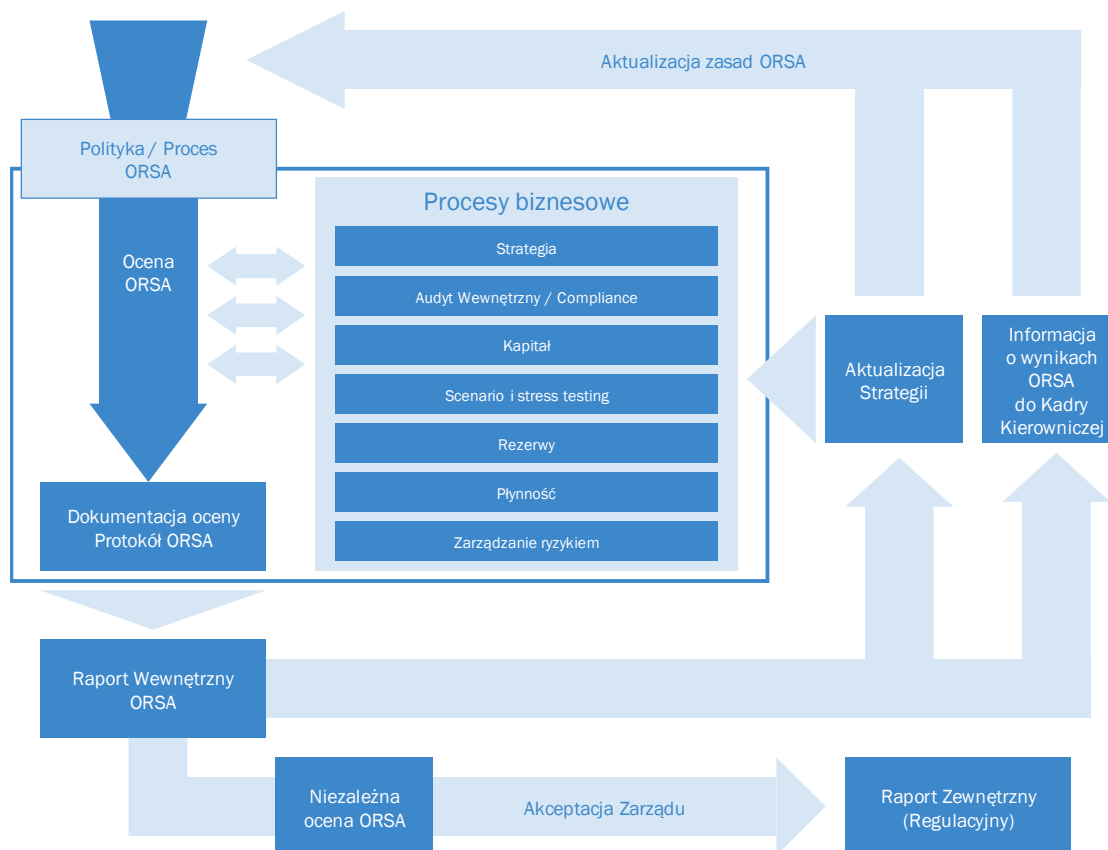 Aktualizacja zasad ORSA
Polityka / Proces
ORSA
Procesy biznesowe
Ocena
ORSA
Strategia
Audyt Wewnętrzny / Compliance
Kapitał
Scenario i stress testing
Rezerwy
Płynność
Zarządzanie ryzykiem
Aktualizacja
Strategii
Informacja
o wynikach
ORSA
do Kadry
Kierowniczej
Dokumentacja oceny
Protokół ORSA
Raport Wewnętrzny
ORSA
Niezależna
ocena ORSA
Akceptacja Zarządu
Raport Zewnętrzny
(Regulacyjny)